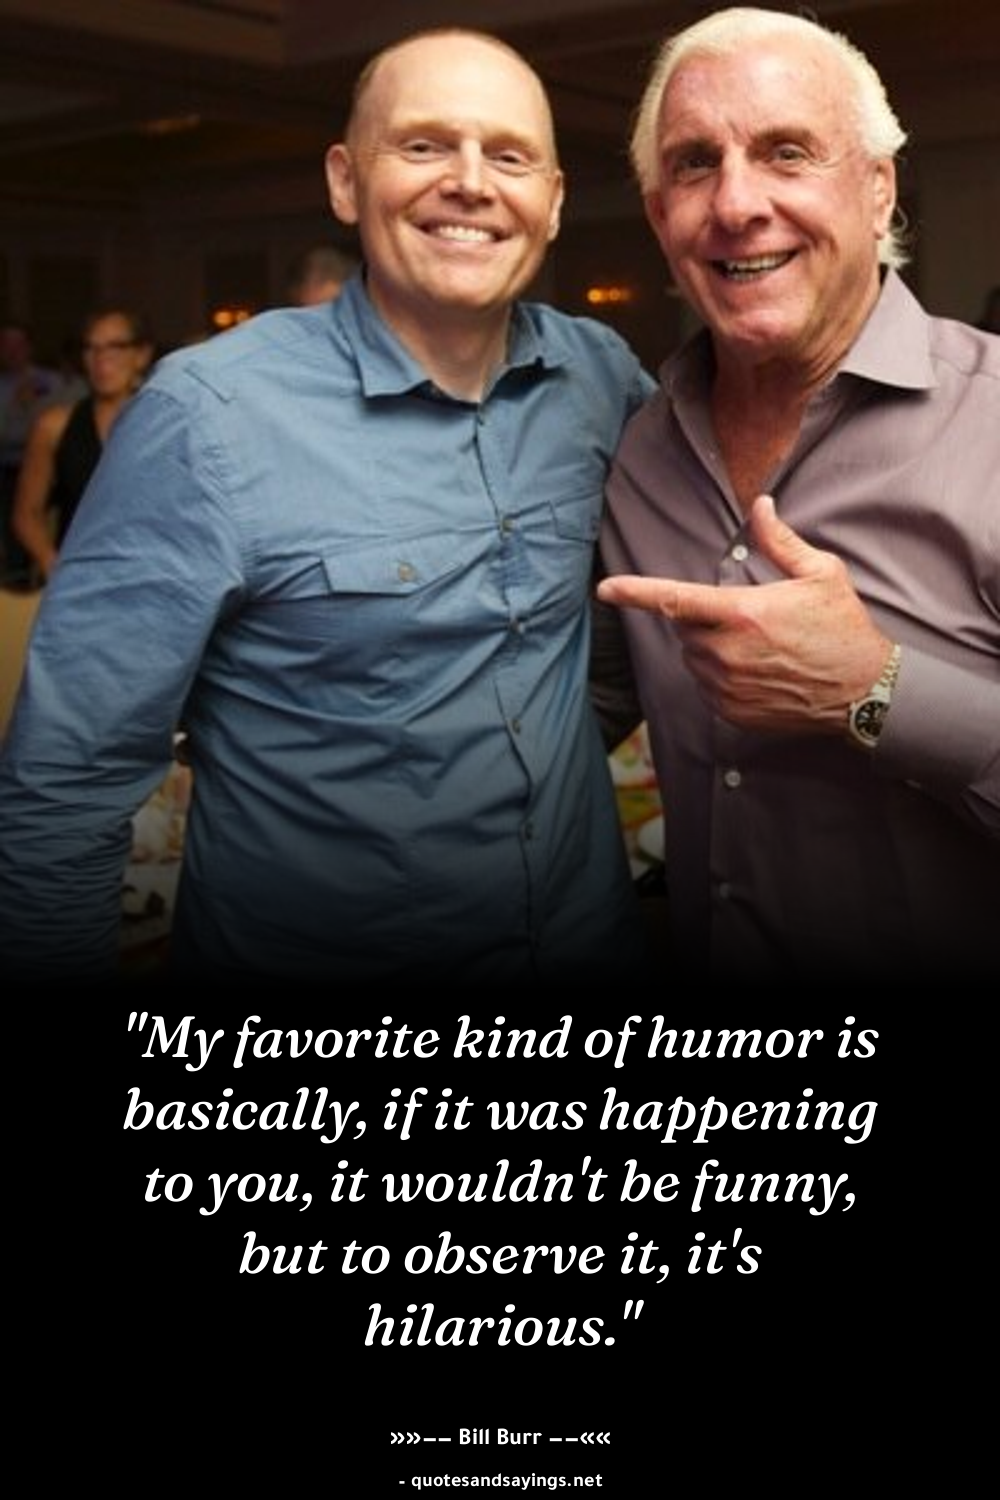 "My favorite kind of humor is
basically, if it was happening
to you, it wouldn't be funny,
but to observe it, it's
hilarious."
»»–– Bill Burr ––««
- quotesandsayings.net